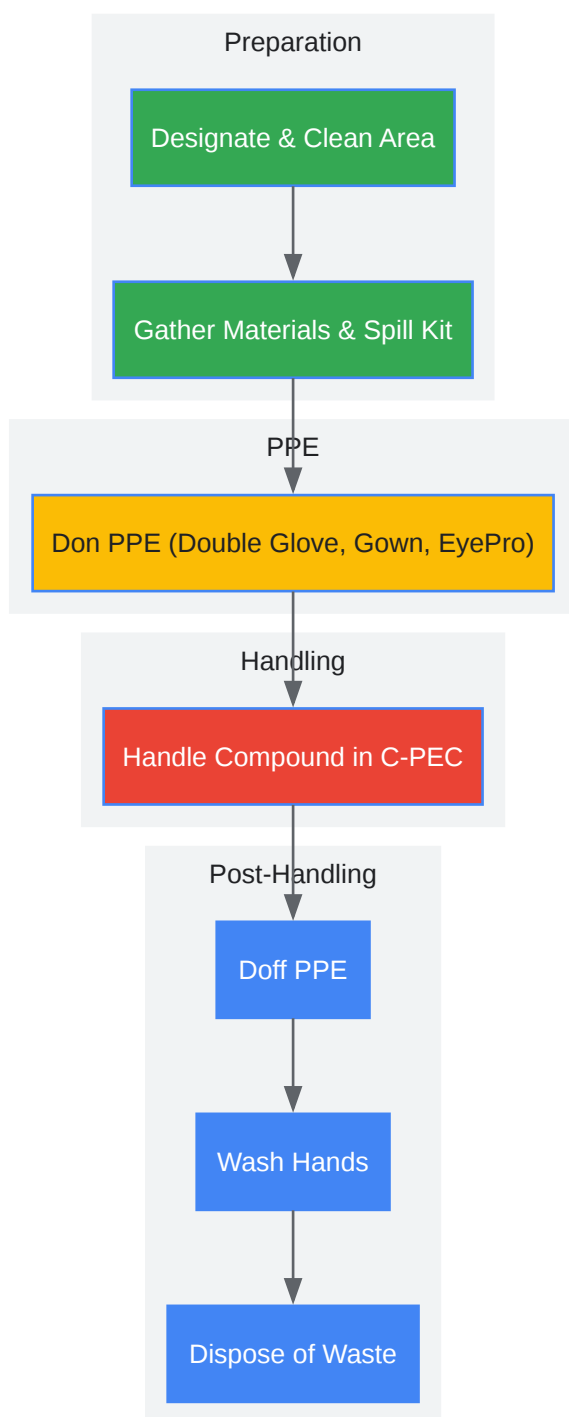 Preparation
Designate & Clean Area
Gather Materials & Spill Kit
PPE
Don PPE (Double Glove, Gown, EyePro)
Handling
Handle Compound in C-PEC
Post-Handling
Doff PPE
Wash Hands
Dispose of Waste